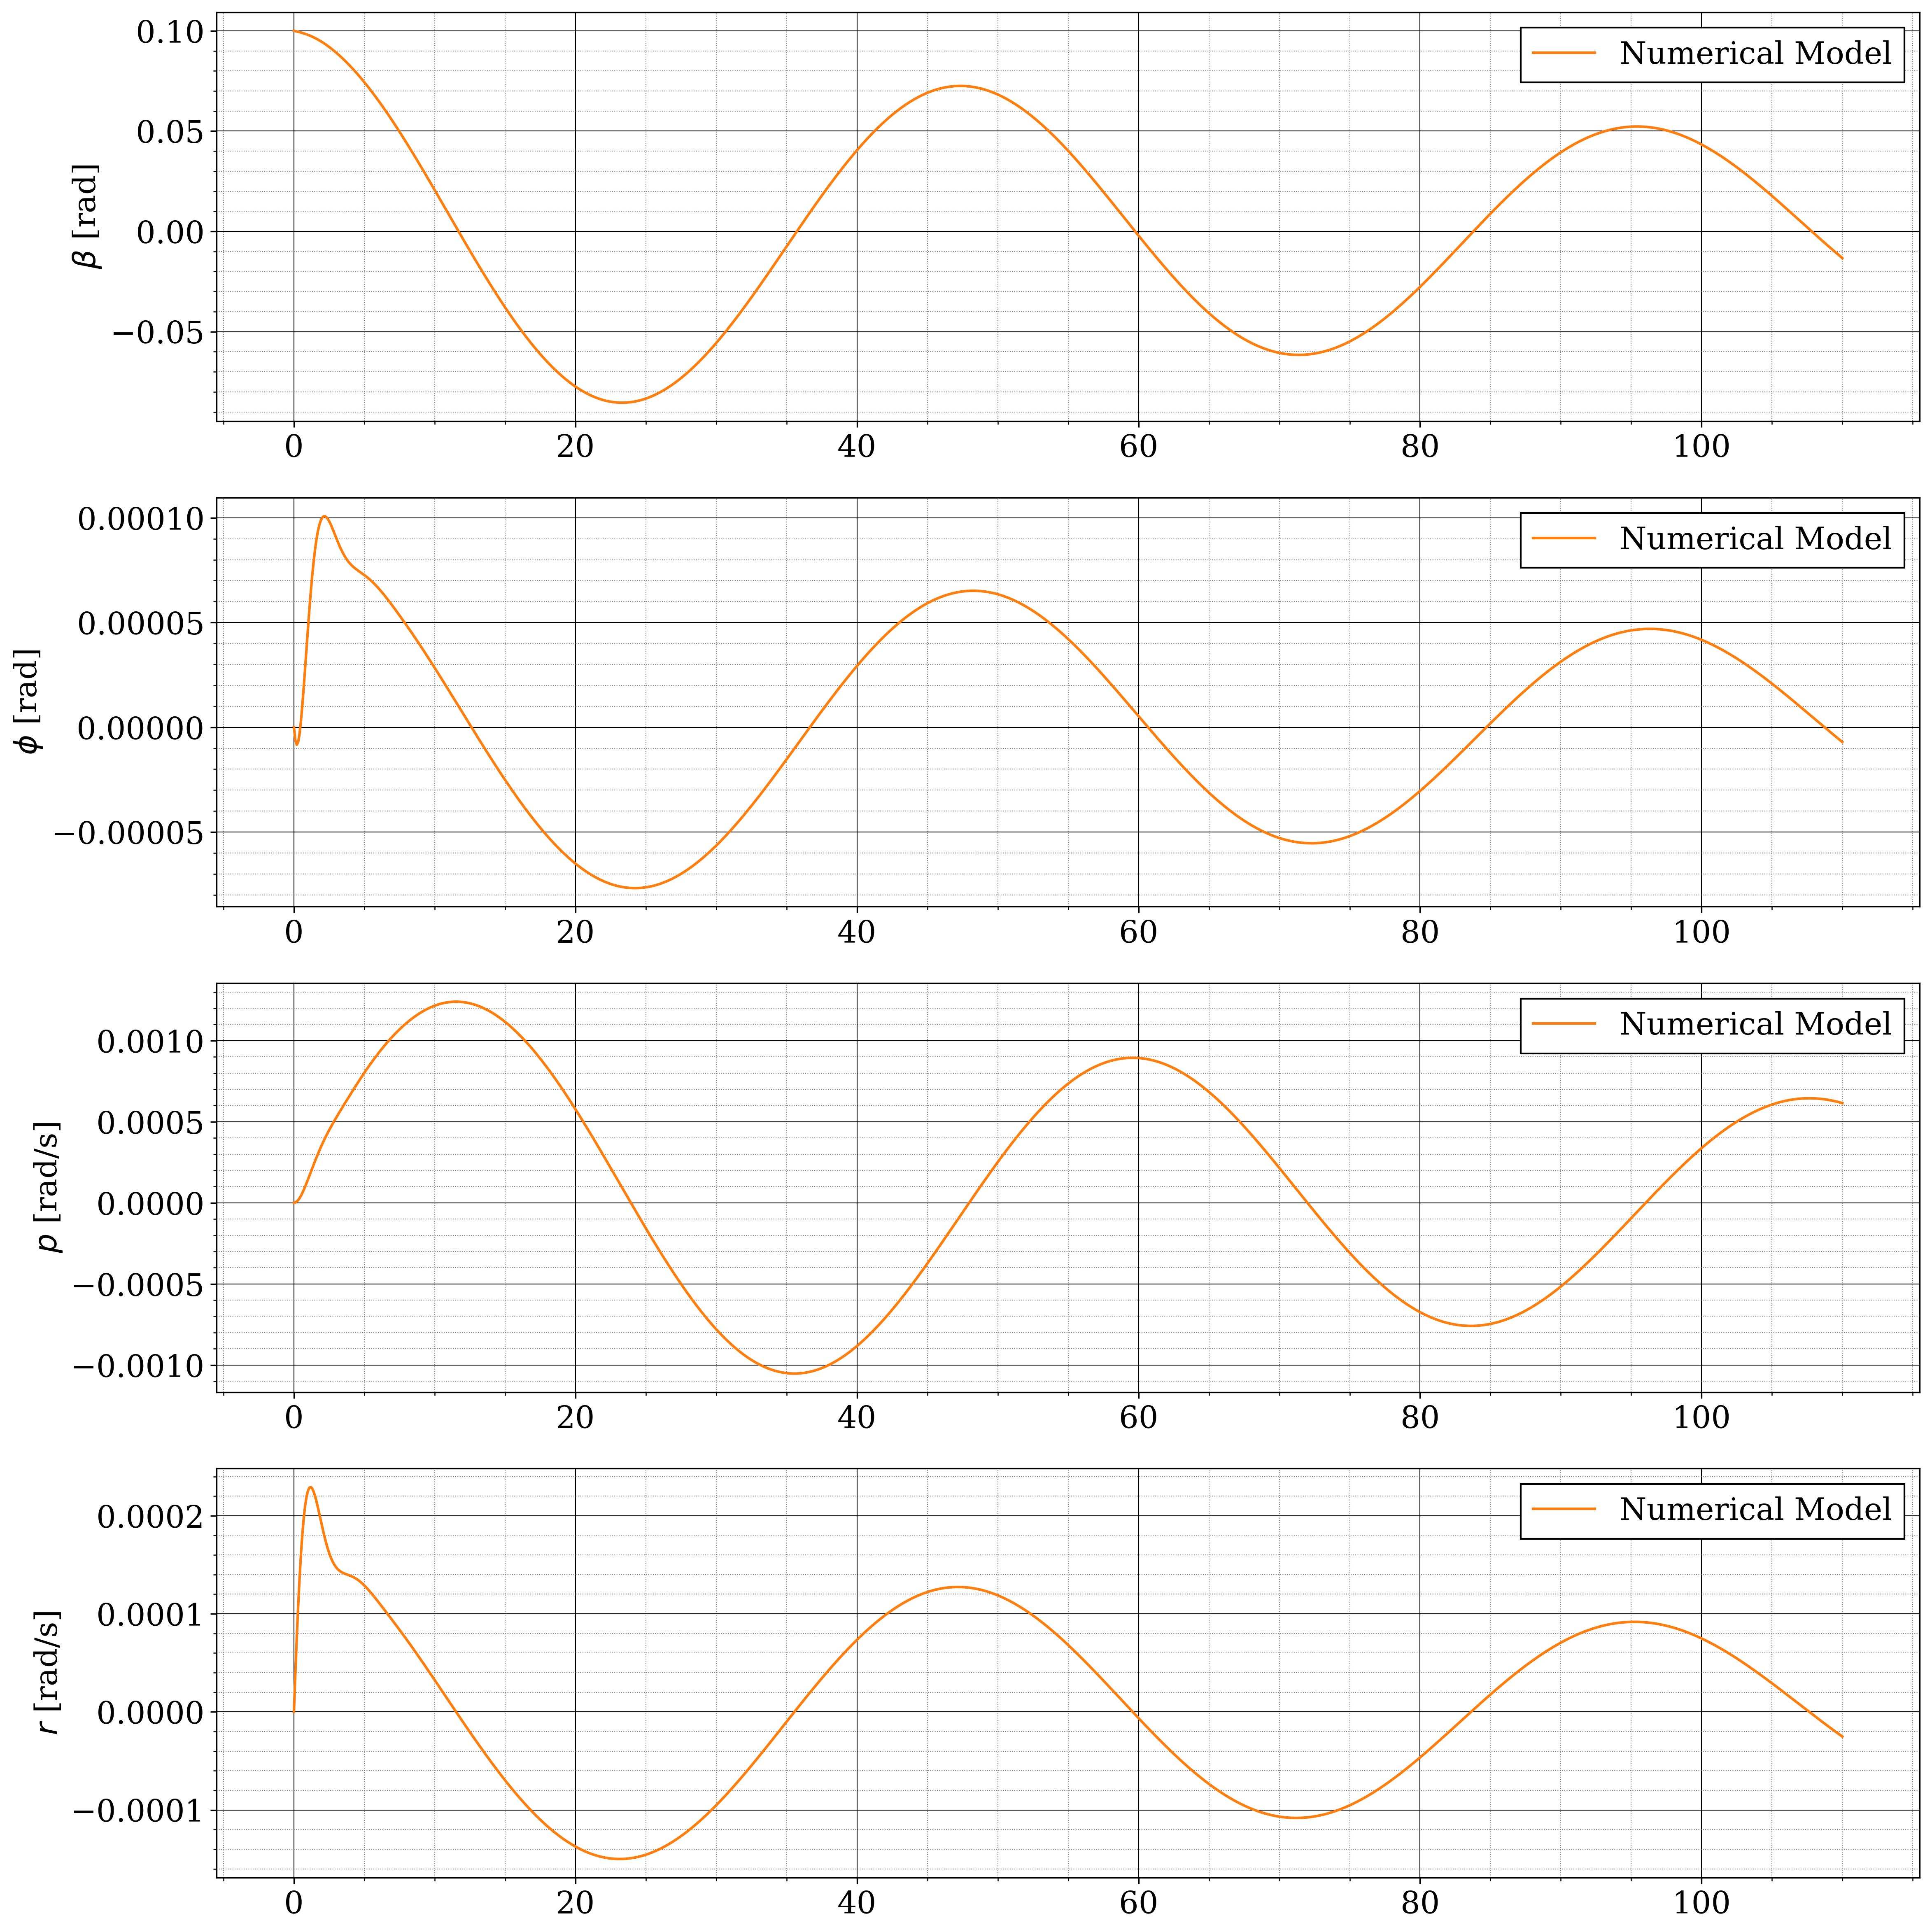 0.10
0.05
0.00
−0.05
β [rad]
Numerical Model
0 20 40 60 80 100
0.00010
0.00005
0.00000
−0.00005
ϕ [rad]
Numerical Model
0 20 40 60 80 100
0.0010
0.0005
0.0000
−0.0005
−0.0010
p [rad/s]
Numerical Model
0 20 40 60 80 100
0.0002
0.0001
0.0000
−0.0001
r [rad/s]
Numerical Model
0 20 40 60 80 100